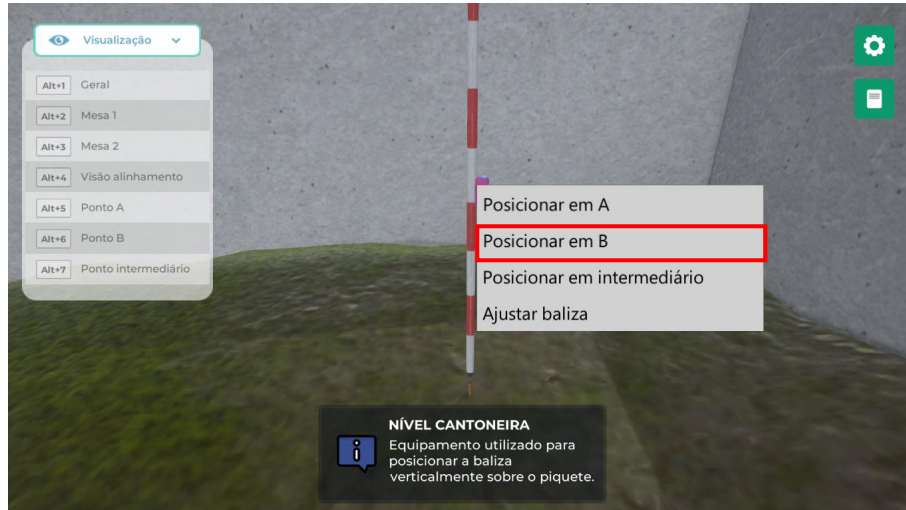 Visualização
Alt+1 Geral
Alt+2 Mesa 1
Alt+3 Mesa 2
Alt+4 Visão alinhamento
Alt+5 Ponto A
Alt+6 Ponto B
Alt+7 Ponto intermediário
Posicionar em A
Posicionar em B
Posicionar em intermediário
Ajustar baliza
NÍVEL CANTONEIRA
Equipamento utilizado para
posicionar a baliza
verticalmente sobre o piquete.